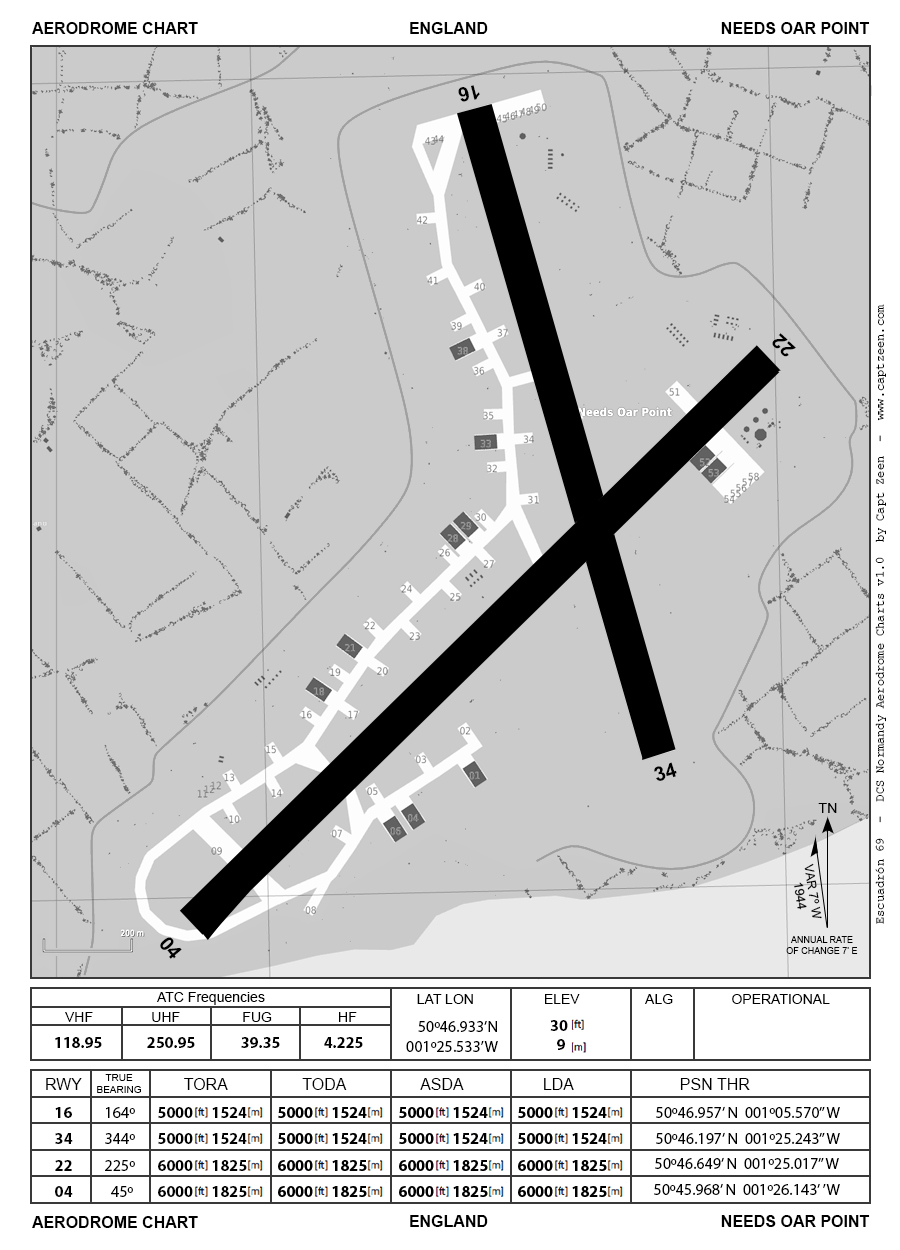 AERODROME CHART ENGLAND NEEDS OAR POINT
16
50
49
48
47
46
45
43 44
42
41
40
39
37
38
36
22
51
Needs Oar Point
35
33
34
32
52
53
58
57
56
55
54
31
30
29
28
26
27
24
25
22
23
21
20
19
18
17
16
02
15
03
01
13
12
11
14
05
10
04
06
07
09
08
34
04
200 m
TN
VAR 7º W
1944
ANNUAL RATE
OF CHANGE 7' E
Escuadrón 69 - DCS Normandy Aerodrome Charts v1.0 by Capt Zeen - www.captzeen.com
ATC Frequencies LAT LON ELEV ALG OPERATIONAL
VHF UHF FUG HF
118.95 250.95 39.35 4.225
50º46.933'N
001º25.533'W
30 [ft]
9 [m]
RWY TRUE BEARING TORA TODA ASDA LDA PSN THR
16 164º 5000[ft] 1524[m] 5000[ft] 1524[m] 5000[ft] 1524[m] 5000[ft] 1524[m] 50º46.957' N 001º05.570'' W
34 344º 5000[ft] 1524[m] 5000[ft] 1524[m] 5000[ft] 1524[m] 5000[ft] 1524[m] 50º46.197' N 001º25.243'' W
22 225º 6000[ft] 1825[m] 6000[ft] 1825[m] 6000[ft] 1825[m] 6000[ft] 1825[m] 50º46.649' N 001º25.017'' W
04 45º 6000[ft] 1825[m] 6000[ft] 1825[m] 6000[ft] 1825[m] 6000[ft] 1825[m] 50º45.968' N 001º26.143' 'W
AERODROME CHART ENGLAND NEEDS OAR POINT